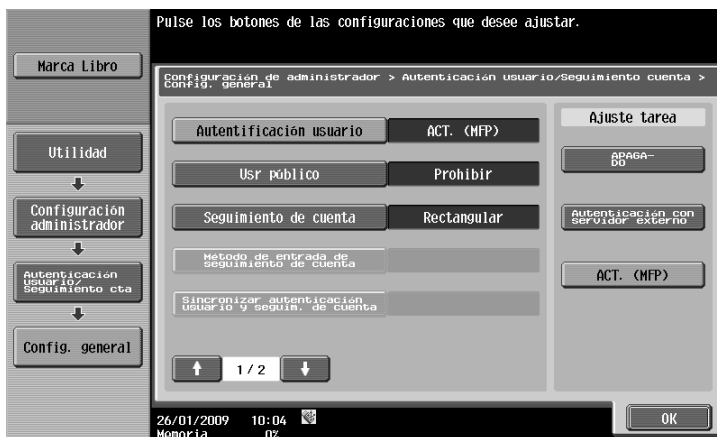 Pulse los botones de las configuraciones que desee ajustar.
Marca Libro
Configuración de administrador > Autenticación usuario/Seguimiento cuenta >
Config. general
Utilidad
Configuración
administrador
Autenticación
usuario/
Seguimiento cta
Config. general
Autentificación usuario
ACT. (MFP)
Usr público
Prohibir
Seguimiento de cuenta
Rectangular
Método de entrada de
seguimiento de cuenta
Sincronizar autenticación
usuario y seguim. de cuenta
1/2
Ajuste tarea
APAGA-
DO
Autenticación con
servidor externo
ACT. (MFP)
26/01/2009 10:04
Memoria 0%
OK